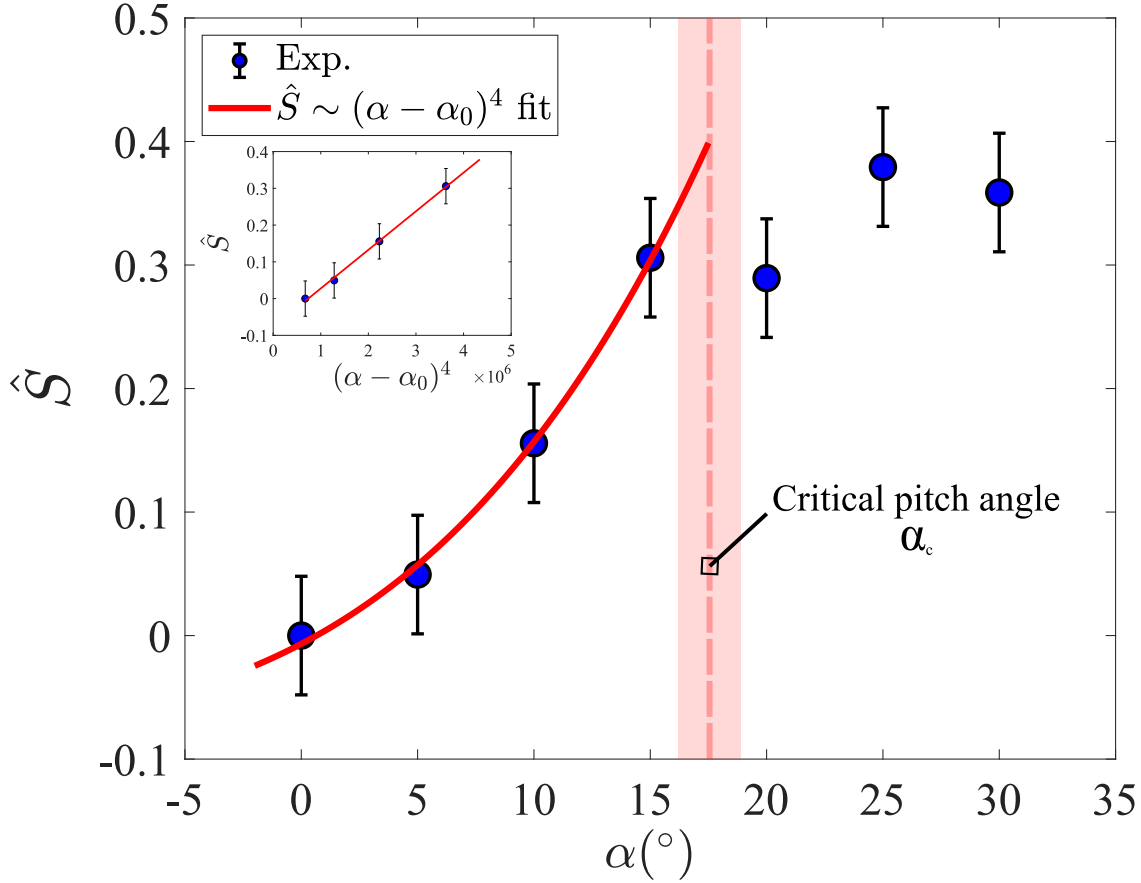 0.5
0.4
0.3
0.2
0.1
0
-0.1
Ŝ
Exp.
Ŝ ∼ (α − α₀)⁴ fit
0.4
0.3
0.2
0.1
0
-0.1
Ŝ
0 1 2 3 4 5
(α − α₀)⁴ ×10⁶
Critical pitch angle
α_c
-5 0 5 10 15 20 25 30 35
α(°)